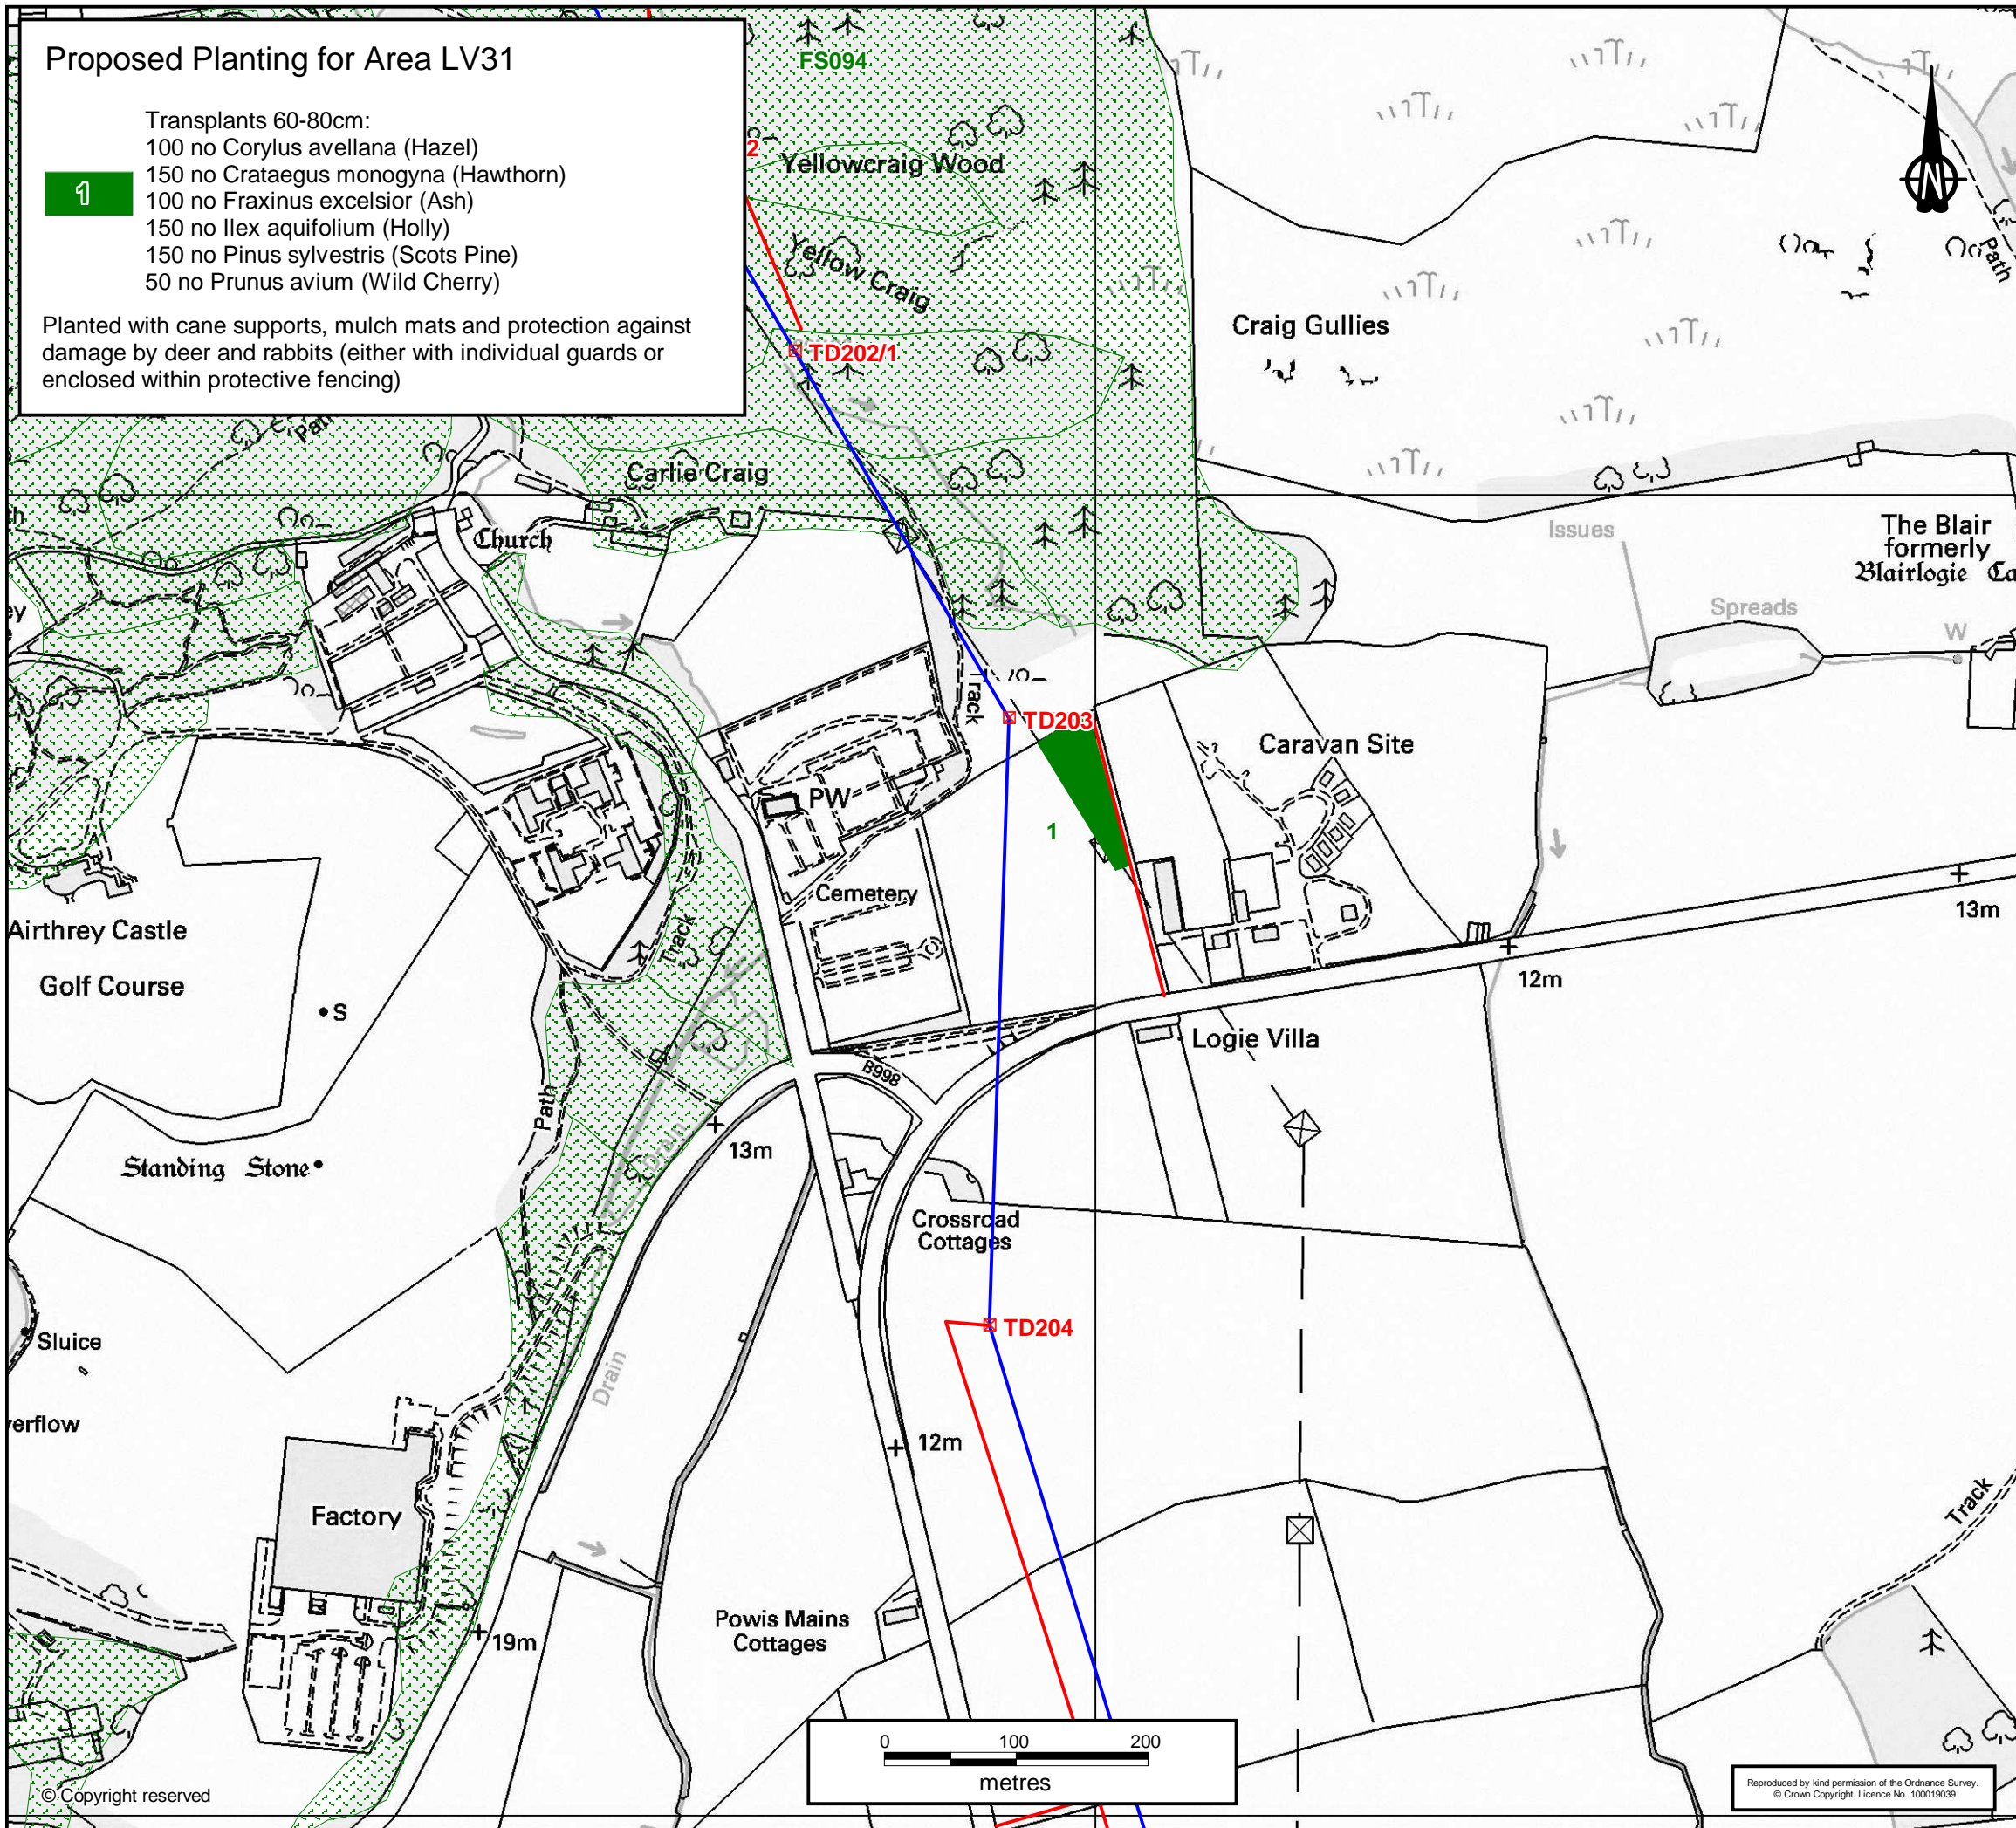 Proposed Planting for Area LV31
Transplants 60-80cm:
100 no Corylus avellana (Hazel)
150 no Crataegus monogyna (Hawthorn)
1
100 no Fraxinus excelsior (Ash)
150 no Ilex aquifolium (Holly)
150 no Pinus sylvestris (Scots Pine)
50 no Prunus avium (Wild Cherry)
Planted with cane supports, mulch mats and protection against
damage by deer and rabbits (either with individual guards or
enclosed within protective fencing)
FS094
2
Yellowcraig Wood
Yellow Craig
N
Path
Craig Gullies
TD202/1
Path
Carlie Craig
Church
Issues
The Blair
formerly
Blairlogie Ca
Spreads
W
Track
TD203
Caravan Site
PW
1
Cemetery
Airthrey Castle
Golf Course
Track
S
13m
12m
Logie Villa
B998
Path
Drain
13m
Standing Stone
Crossroad
Cottages
TD204
Sluice
Drain
verflow
12m
Factory
Track
Powis Mains
Cottages
19m
0 100 200
metres
© Copyright reserved
Reproduced by kind permission of the Ordnance Survey.
© Crown Copyright. Licence No. 100019039